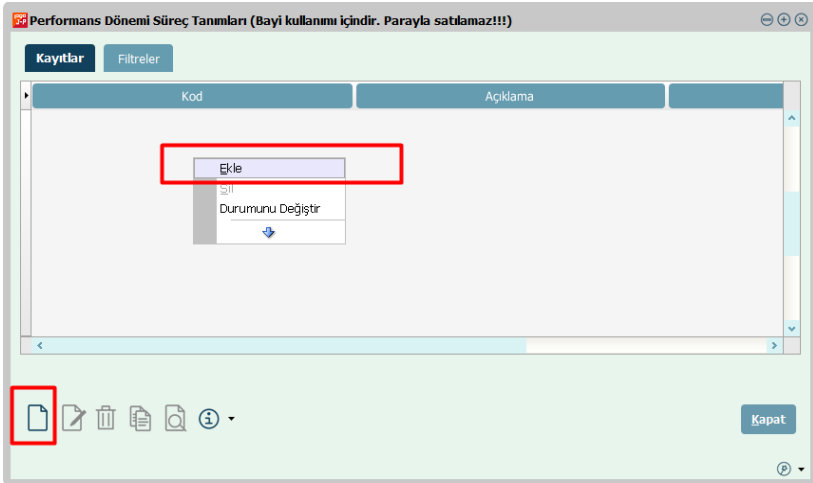 Performans Dönemi Süreç Tanımları (Bayi kullanımı içindir. Parayla satılamaz!!!)
Kayıtlar Filtreler
Kod Açıklama
Ekle
Sil
Durumunu Değiştir
Kapat